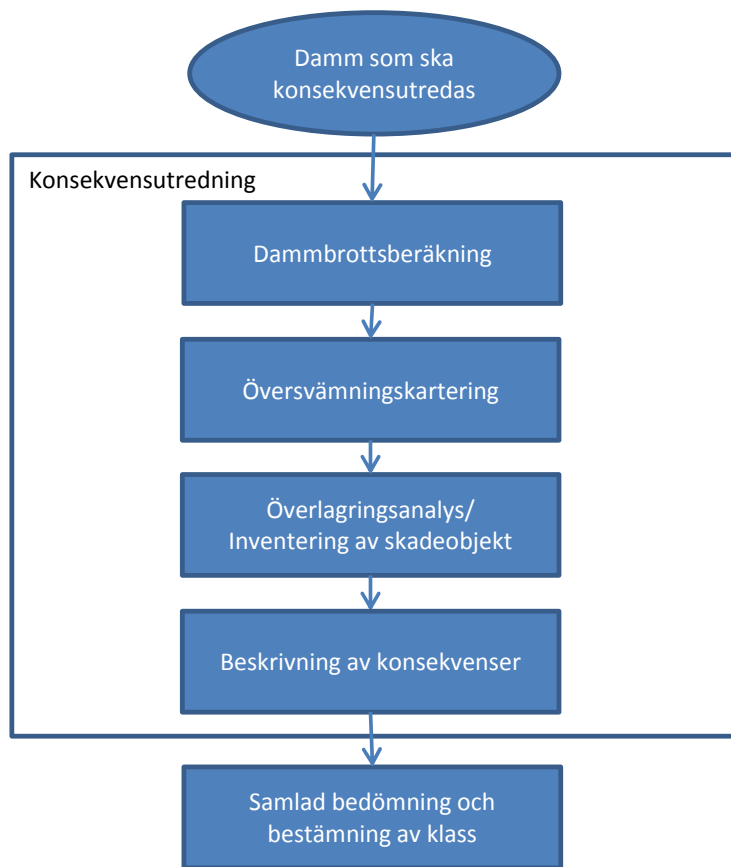 Damm som ska
konsekvensutredas
Konsekvensutredning
Dammbrottsberäkning
Översvämningskartering
Överlagringsanalys/
Inventering av skadeobjekt
Beskrivning av konsekvenser
Samlad bedömning och
bestämning av klass